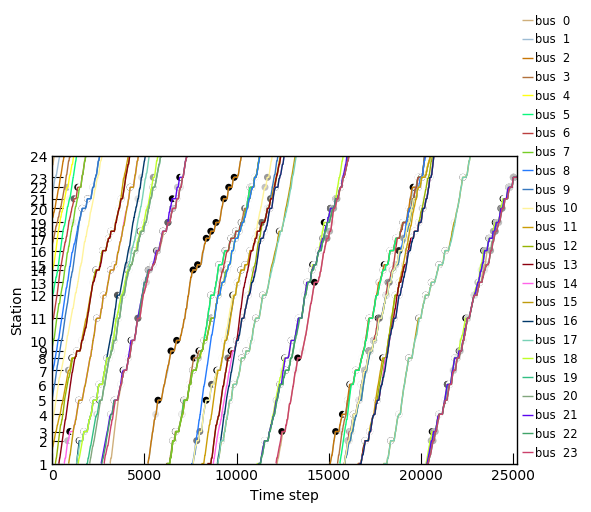 bus 0
bus 1
bus 2
bus 3
bus 4
bus 5
bus 6
bus 7
bus 8
bus 9
bus 10
bus 11
bus 12
bus 13
bus 14
bus 15
bus 16
bus 17
bus 18
bus 19
bus 20
bus 21
bus 22
bus 23
24
23
22
21
20
19
18
17
16
15
14
13
12
11
10
9
8
7
6
5
4
3
2
1
Station
0 5000 10000 15000 20000 25000
Time step